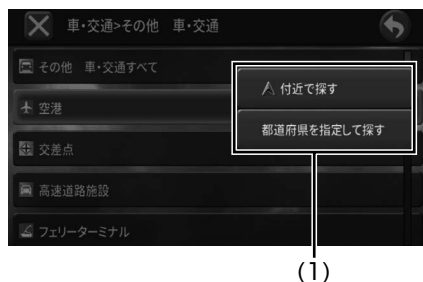 車・交通>その他 車・交通
その他 車・交通すべて
付近で探す
空港
都道府県を指定して探す
交差点
高速道路施設
フェリーターミナル
(1)